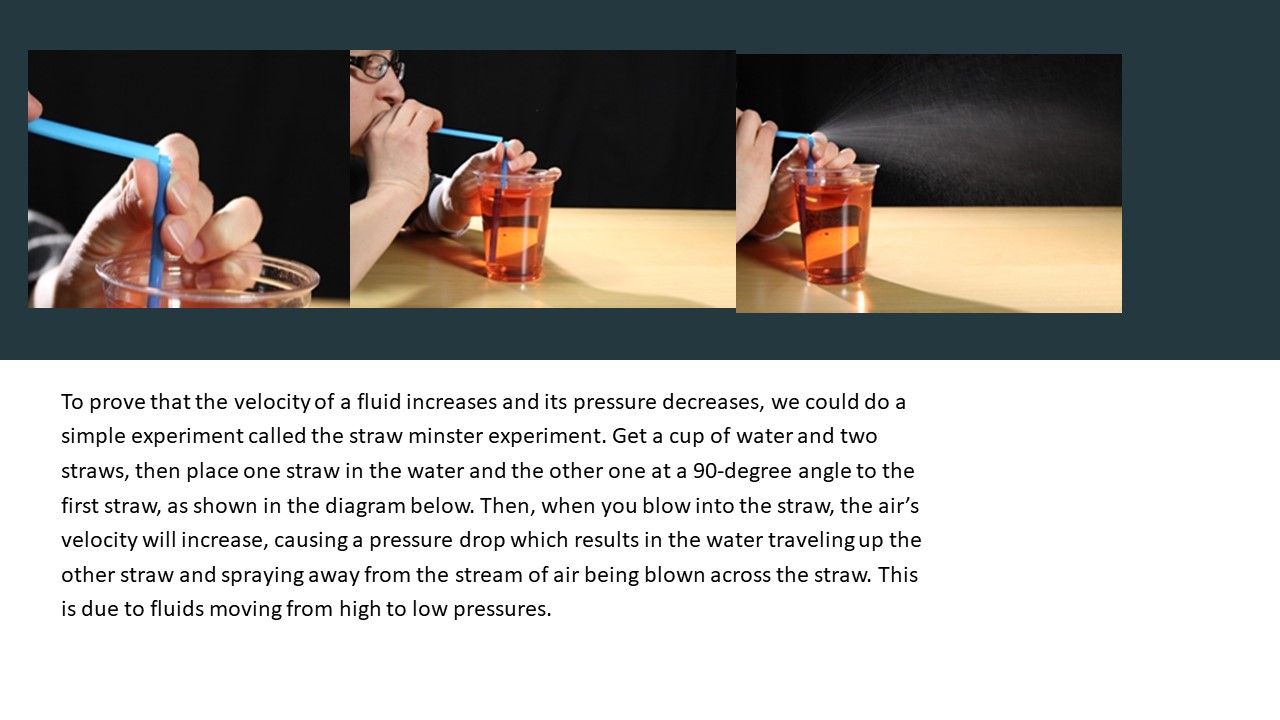 To prove that the velocity of a fluid increases and its pressure decreases, we could do a
simple experiment called the straw minster experiment. Get a cup of water and two
straws, then place one straw in the water and the other one at a 90-degree angle to the
first straw, as shown in the diagram below. Then, when you blow into the straw, the air’s
velocity will increase, causing a pressure drop which results in the water traveling up the
other straw and spraying away from the stream of air being blown across the straw. This
is due to fluids moving from high to low pressures.